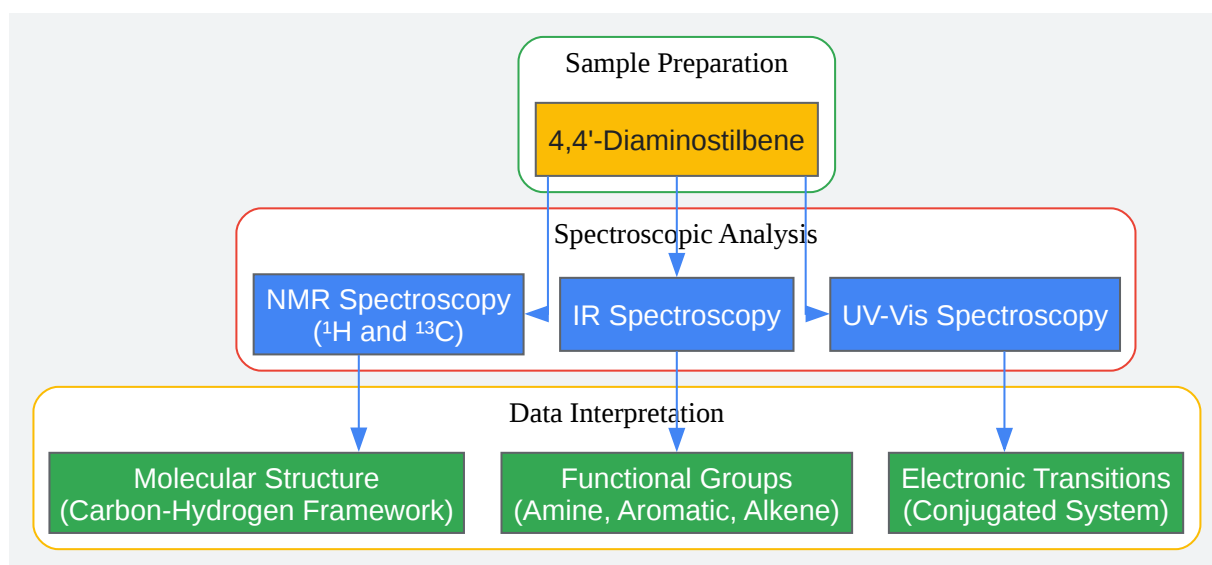 Sample Preparation
4,4'-Diaminostilbene
Spectroscopic Analysis
NMR Spectroscopy
(¹H and ¹³C)
IR Spectroscopy
UV-Vis Spectroscopy
Data Interpretation
Molecular Structure
(Carbon-Hydrogen Framework)
Functional Groups
(Amine, Aromatic, Alkene)
Electronic Transitions
(Conjugated System)